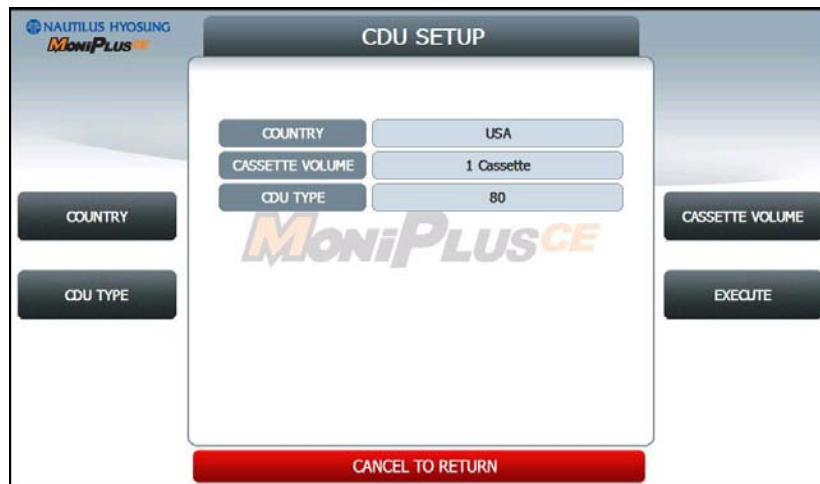 NAUTILUS HYOSUNG
MoniPlusCE
CDU SETUP
COUNTRY USA
CASSETTE VOLUME 1 Cassette
CDU TYPE 80
MoniPlusCE
COUNTRY
CASSETTE VOLUME
CDU TYPE
EXECUTE
CANCEL TO RETURN